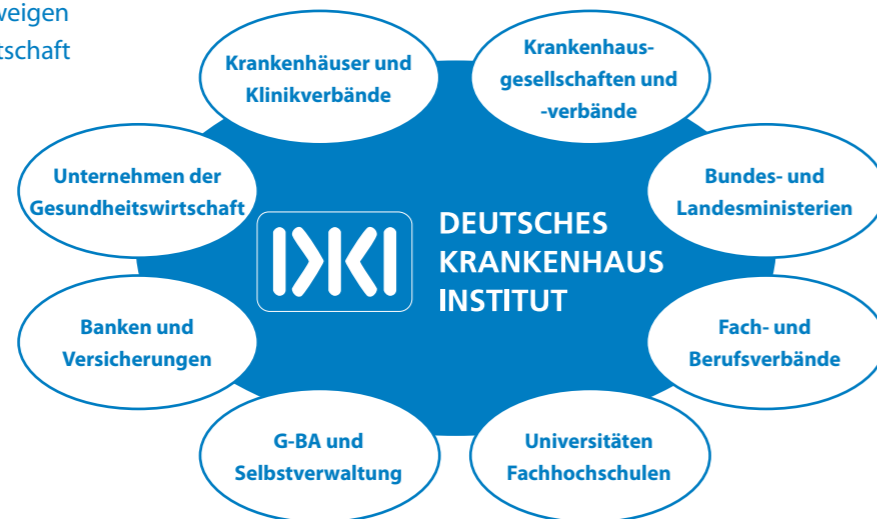 weigen
tschaft
Krankenhäuser und
Klinikverbände
Krankenhaus-
gesellschaften und
-verbände
Unternehmen der
Gesundheitswirtschaft
Bundes- und
Landesministerien
DKI
DEUTSCHES
KRANKENHAUS
INSTITUT
Banken und
Versicherungen
Fach- und
Berufsverbände
G-BA und
Selbstverwaltung
Universitäten
Fachhochschulen